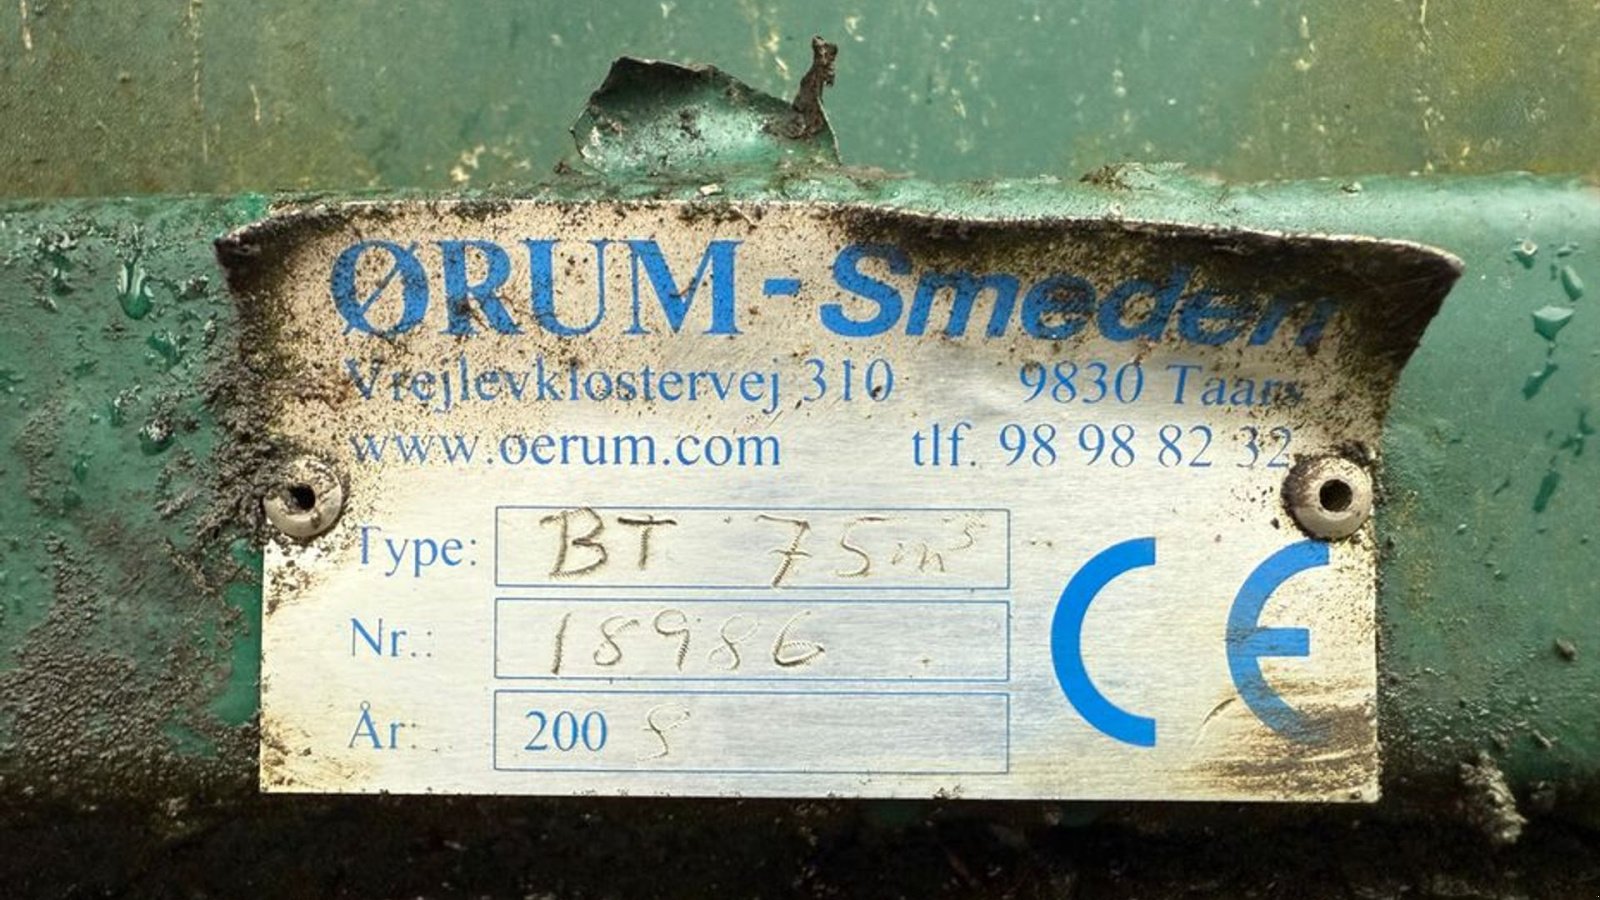 ØRUM-Smeden
Vrejlevklostervej 310 9830 Taars
www.oerum.com tlf. 98 98 82 32
Type: BT 75m³
Nr.: 18986
År: 2008